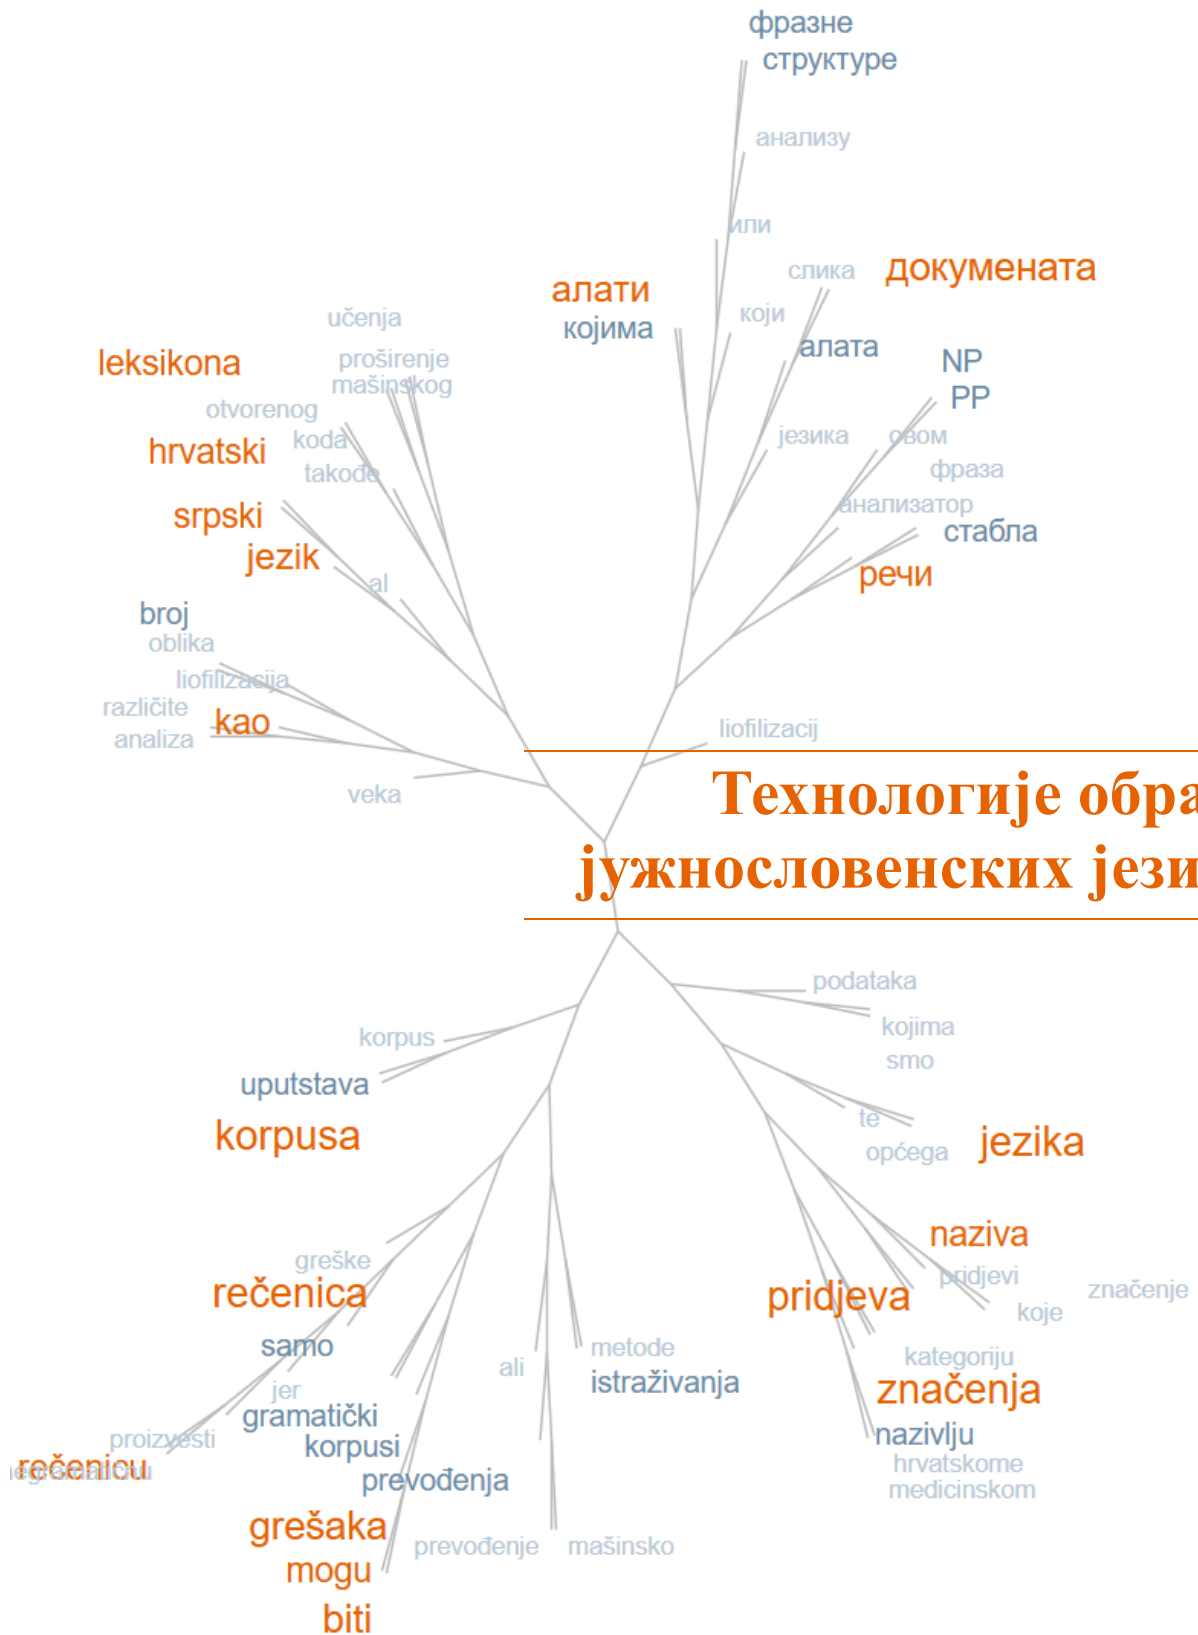 фразне
структуре
анализу
или
слика
документа
алати
који
učenja
којима
алата
proširenje
NP
leksikona
mašinskog
PP
otvorenog
koda
језика
овом
hrvatski
takođe
фраза
анализатор
srpski
стабла
jezik
речи
al
broj
oblika
liofilizacija
različite
kao
analiza
liofilizacij
veka
Технологије обра
јужнословенских јези
podataka
korpus
kojima
smo
uputstava
te
korpusa
općega
jezika
naziva
greške
pridjevi
značenje
rečenica
pridjeva
koje
samo
metode
ali
kategoriju
istraživanja
značenja
jer
gramatički
proizvesti
korpusi
nazivlju
rečenicu
hrvatskome
prevođenja
medicinskom
grešaka
prevođenje
mašinsko
mogu
biti